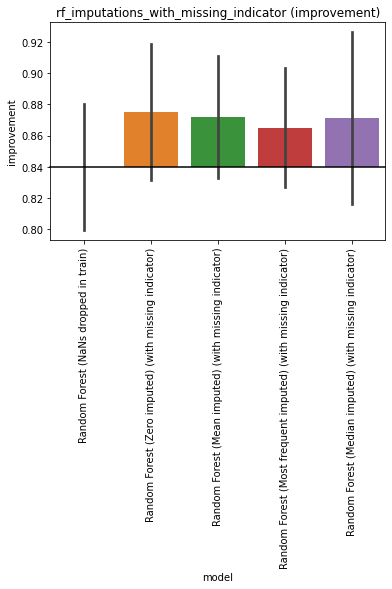 rf_imputations_with_missing_indicator (improvement)
improvement
0.92
0.90
0.88
0.86
0.84
0.82
0.80
Random Forest (NaNs dropped in train)
Random Forest (Zero imputed) (with missing indicator)
Random Forest (Mean imputed) (with missing indicator)
Random Forest (Most frequent imputed) (with missing indicator)
Random Forest (Median imputed) (with missing indicator)
model